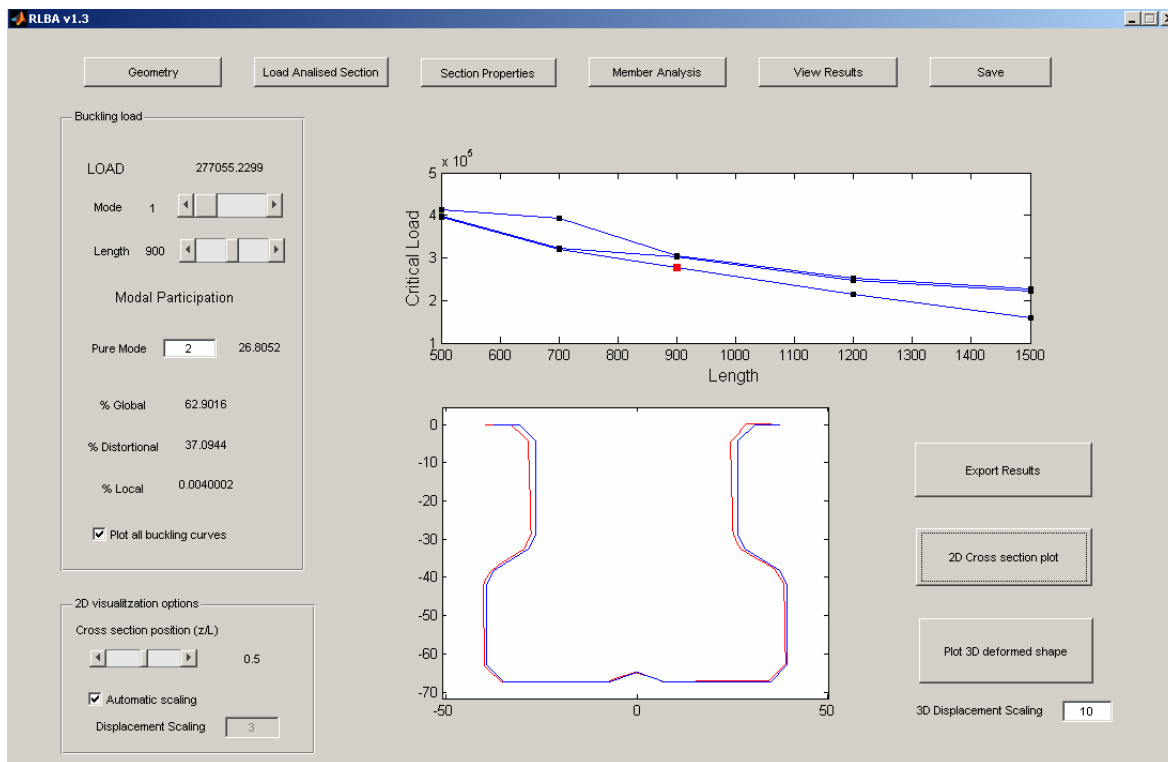 RLBA v1.3
Geometry
Load Analised Section
Section Properties
Member Analysis
View Results
Save
Buckling load
LOAD 277055.2299
Mode 1
Length 900
Modal Participation
Pure Mode 2 26.8052
% Global 62.9016
% Distortional 37.0944
% Local 0.0040002
Plot all buckling curves
2D visualitzation options
Cross section position (z/L)
0.5
Automatic scaling
Displacement Scaling 3
x 10^5
5
4
3
2
1
Critical Load
500 600 700 800 900 1000 1100 1200 1300 1400 1500
Length
0
-10
-20
-30
-40
-50
-60
-70
-50 0 50
Export Results
2D Cross section plot
Plot 3D deformed shape
3D Displacement Scaling 10